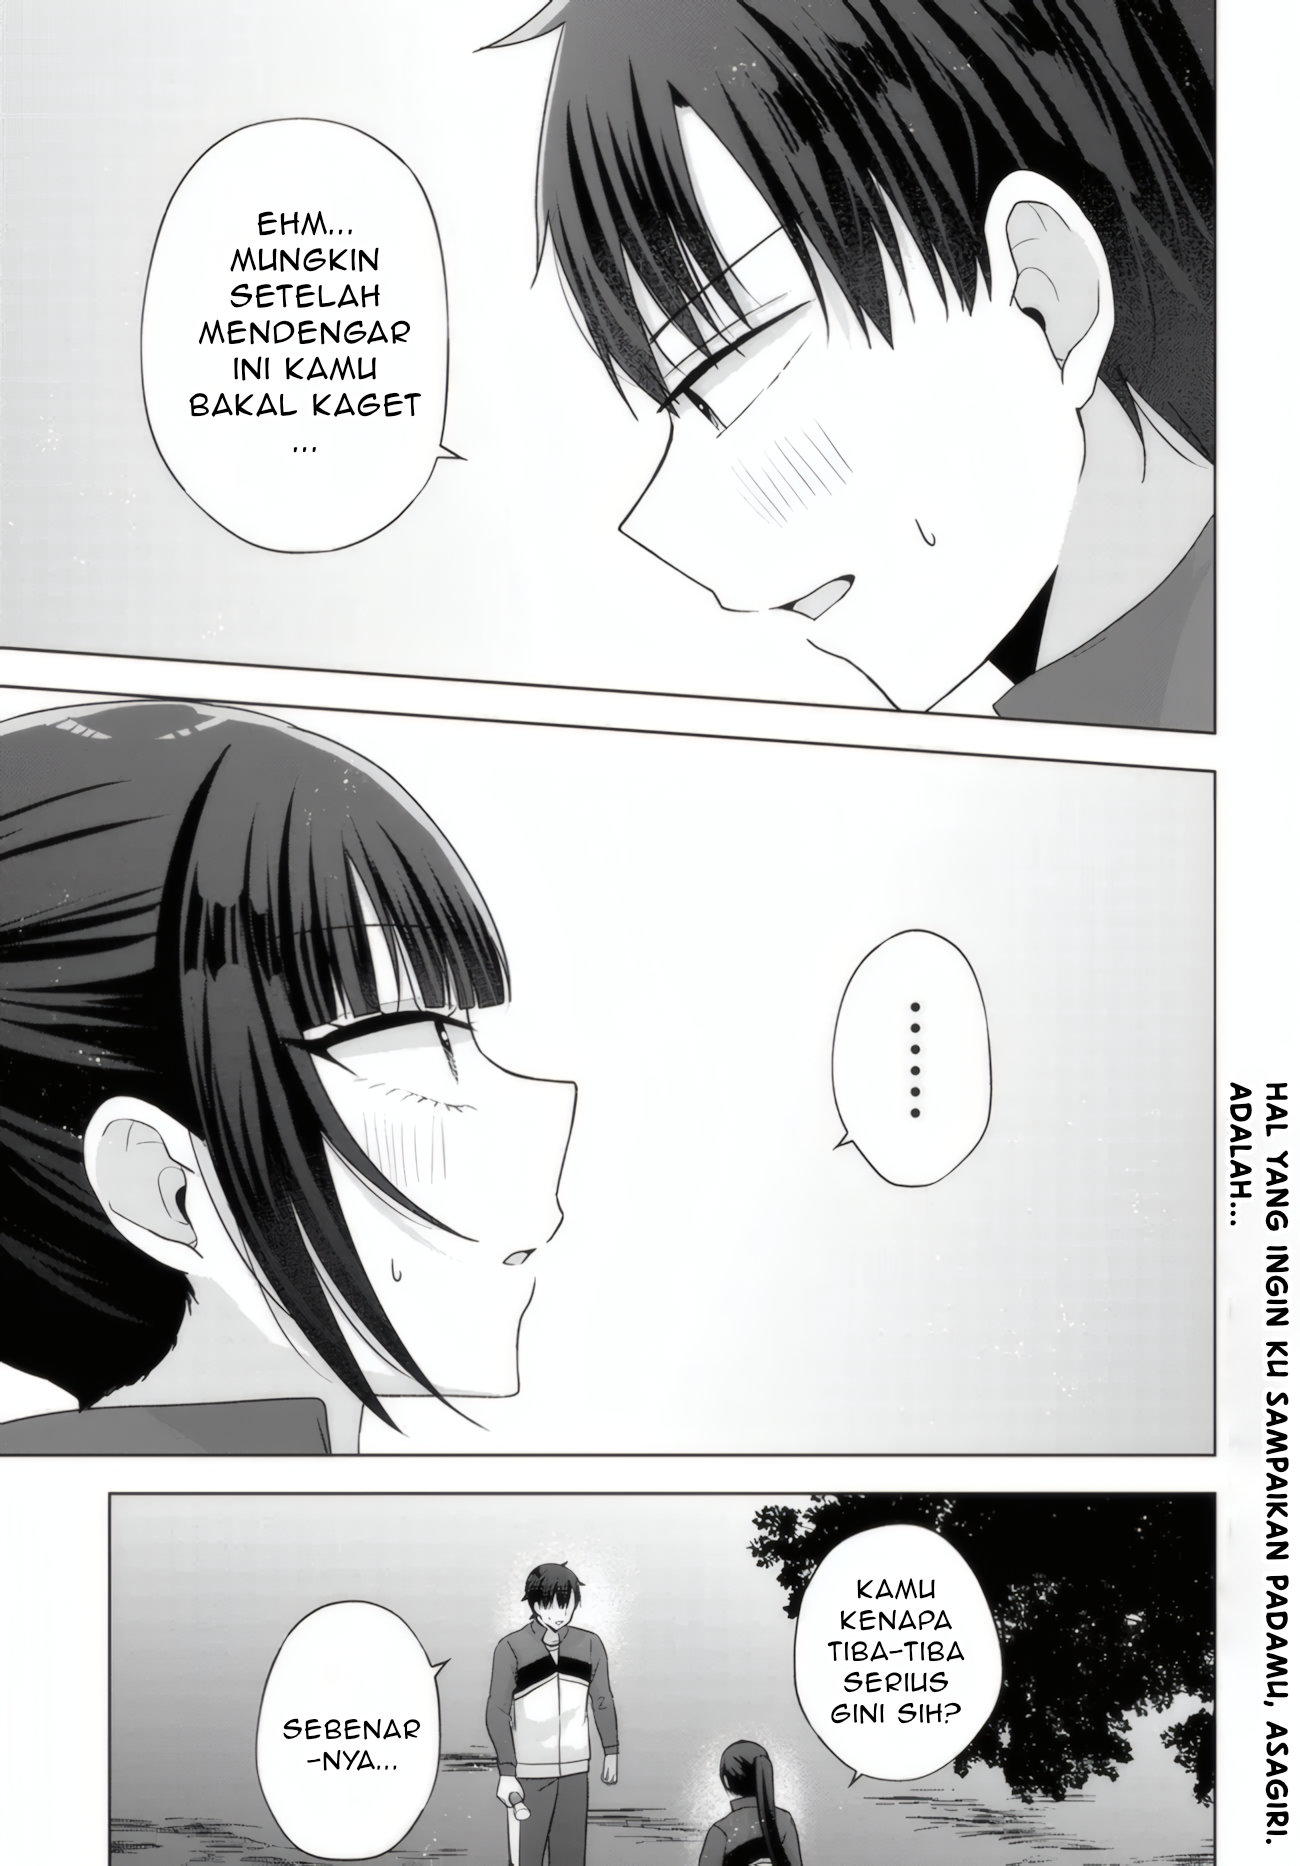 EHM...
MUNGKIN
SETELAH
MENDENGAR
INI KAMU
BAKAL KAGET
...
......
HAL YANG INGIN KU SAMPAIKAN PADAMU, ASAGIRI.
ADALAH...
KAMU
KENAPA
TIBA-TIBA
SERIUS
GINI SIH?
SEBENAR
-NYA...
2